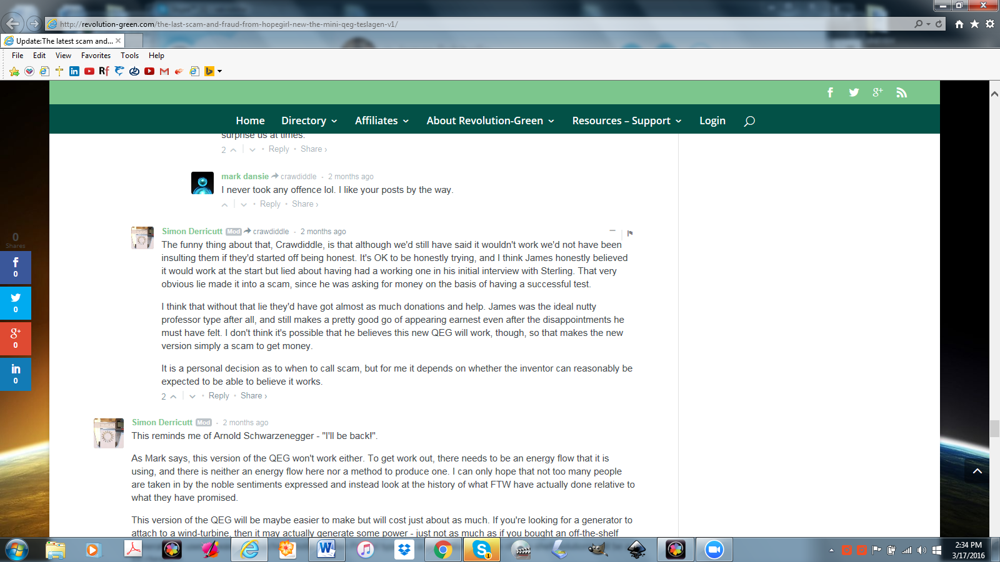 http://revolution-green.com/the-last-scam-and-fraud-from-hopegirl-new-the-mini-qeg-teslagen-v1/
Update:The latest scam and...
File Edit View Favorites Tools Help
Rf
Home Directory Affiliates About Revolution-Green Resources – Support Login
surprise us at times.
2 • Reply • Share ›
mark dansie crawdiddle • 2 months ago
I never took any offence lol. I like your posts by the way.
• Reply • Share ›
Simon Derricutt Mod crawdiddle • 2 months ago
The funny thing about that, Crawdiddle, is that although we'd still have said it wouldn't work we'd not have been
insulting them if they'd started off being honest. It's OK to be honestly trying, and I think James honestly believed
it would work at the start but lied about having had a working one in his initial interview with Sterling. That very
obvious lie made it into a scam, since he was asking for money on the basis of having a successful test.
I think that without that lie they'd have got almost as much donations and help. James was the ideal nutty
professor type after all, and still makes a pretty good go of appearing earnest even after the disappointments he
must have felt. I don't think it's possible that he believes this new QEG will work, though, so that makes the new
version simply a scam to get money.
It is a personal decision as to when to call scam, but for me it depends on whether the inventor can reasonably be
expected to be able to believe it works.
2 • Reply • Share ›
Simon Derricutt Mod • 2 months ago
This reminds me of Arnold Schwarzenegger - "I'll be back!".
As Mark says, this version of the QEG won't work either. To get work out, there needs to be an energy flow that it is
using, and there is neither an energy flow here nor a method to produce one. I can only hope that not too many people
are taken in by the noble sentiments expressed and instead look at the history of what FTW have actually done relative to
what they have promised.
This version of the QEG will be maybe easier to make but will cost just about as much. If you're looking for a generator to
attach to a wind-turbine, then it may actually generate some power - just not as much as if you bought an off-the-shelf
0
Shares
0
0
0
0
2:34 PM
3/17/2016